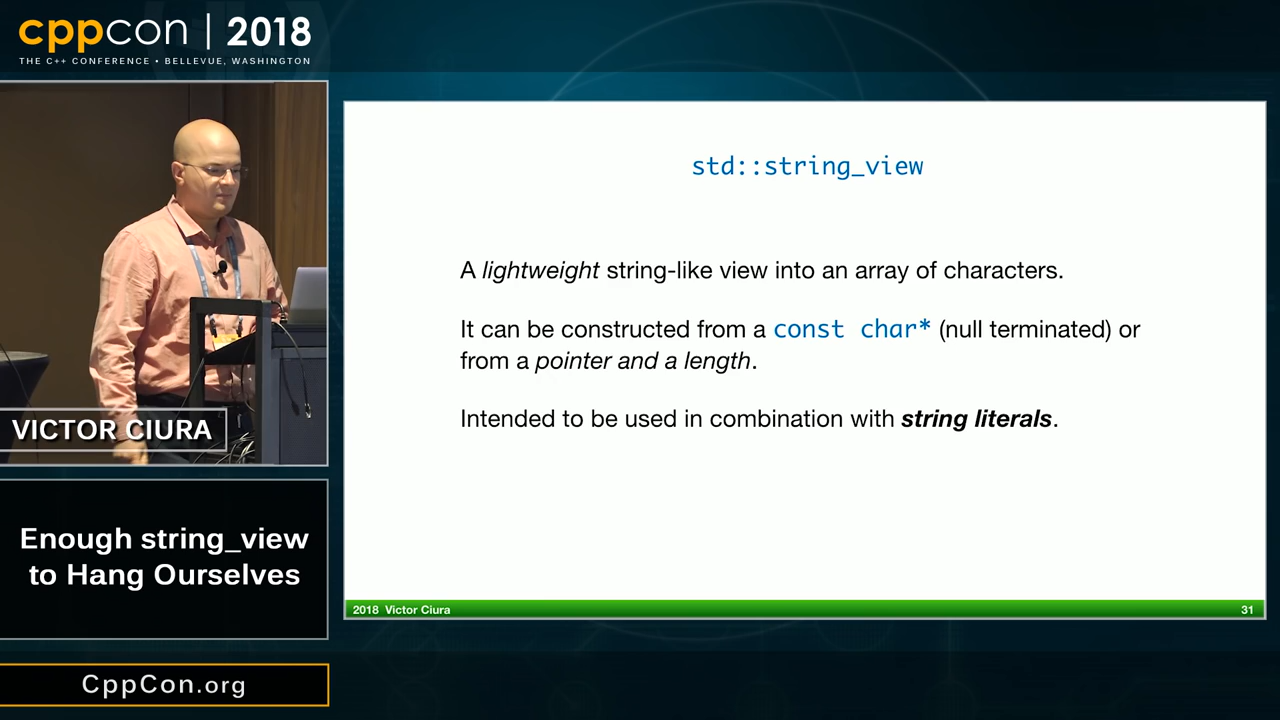 cppcon | 2018
THE C++ CONFERENCE • BELLEVUE, WASHINGTON
VICTOR CIURA
Enough string_view
to Hang Ourselves
CppCon.org
std::string_view
A lightweight string-like view into an array of characters.
It can be constructed from a const char* (null terminated) or
from a pointer and a length.
Intended to be used in combination with string literals.
2018 Victor Ciura
31